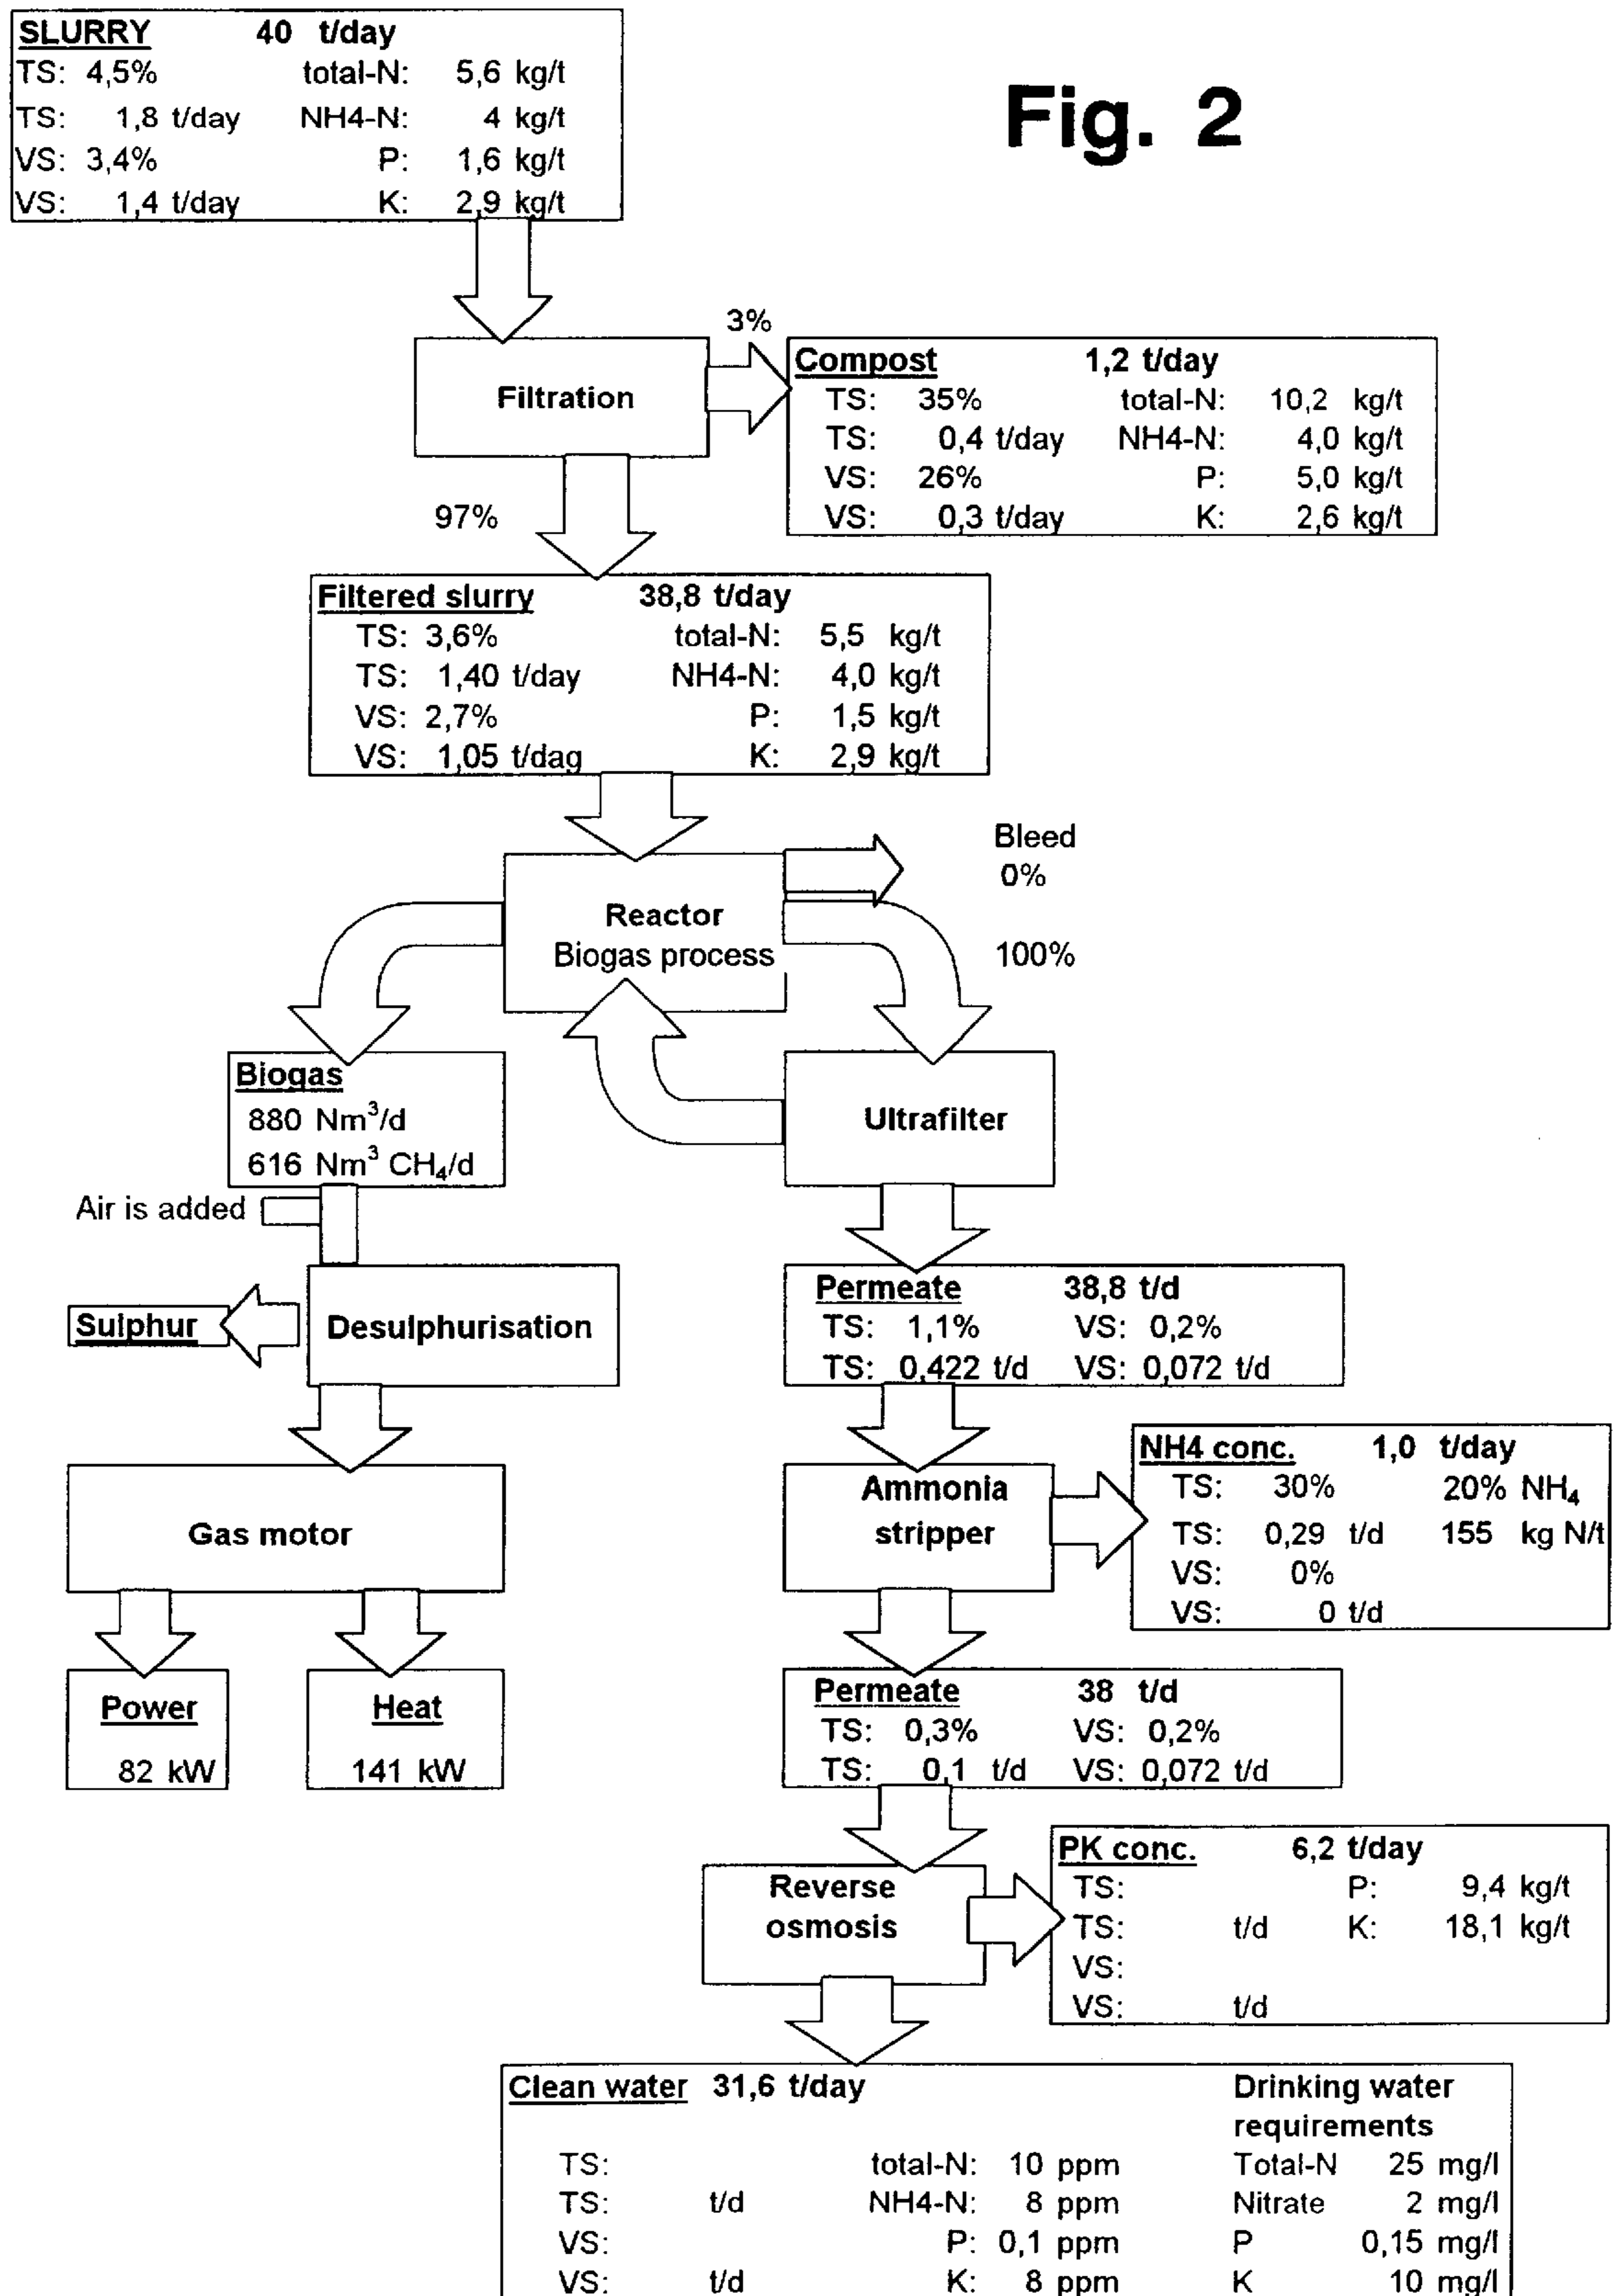 SLURRY 40 t/day
TS: 4,5% total-N: 5,6 kg/t
TS: 1,8 t/day NH4-N: 4 kg/t
VS: 3,4% P: 1,6 kg/t
VS: 1,4 t/day K: 2,9 kg/t
Fig. 2
3%
Filtration
Compost 1,2 t/day
TS: 35% total-N: 10,2 kg/t
TS: 0,4 t/day NH4-N: 4,0 kg/t
VS: 26% P: 5,0 kg/t
VS: 0,3 t/day K: 2,6 kg/t
97%
Filtered slurry 38,8 t/day
TS: 3,6% total-N: 5,5 kg/t
TS: 1,40 t/day NH4-N: 4,0 kg/t
VS: 2,7% P: 1,5 kg/t
VS: 1,05 t/dag K: 2,9 kg/t
Bleed
0%
Reactor
Biogas process
100%
Biogas
880 Nm³/d
616 Nm³ CH₄/d
Ultrafilter
Air is added
Sulphur
Desulphurisation
Permeate 38,8 t/d
TS: 1,1% VS: 0,2%
TS: 0,422 t/d VS: 0,072 t/d
Gas motor
Ammonia
stripper
NH4 conc. 1,0 t/day
TS: 30% 20% NH₄
TS: 0,29 t/d 155 kg N/t
VS: 0%
VS: 0 t/d
Power
82 kW
Heat
141 kW
Permeate 38 t/d
TS: 0,3% VS: 0,2%
TS: 0,1 t/d VS: 0,072 t/d
Reverse
osmosis
PK conc. 6,2 t/day
TS: P: 9,4 kg/t
TS: t/d K: 18,1 kg/t
VS:
VS: t/d
Clean water 31,6 t/day Drinking water
requirements
TS: total-N: 10 ppm Total-N 25 mg/l
TS: t/d NH4-N: 8 ppm Nitrate 2 mg/l
VS: P: 0,1 ppm P 0,15 mg/l
VS: t/d K: 8 ppm K 10 mg/l